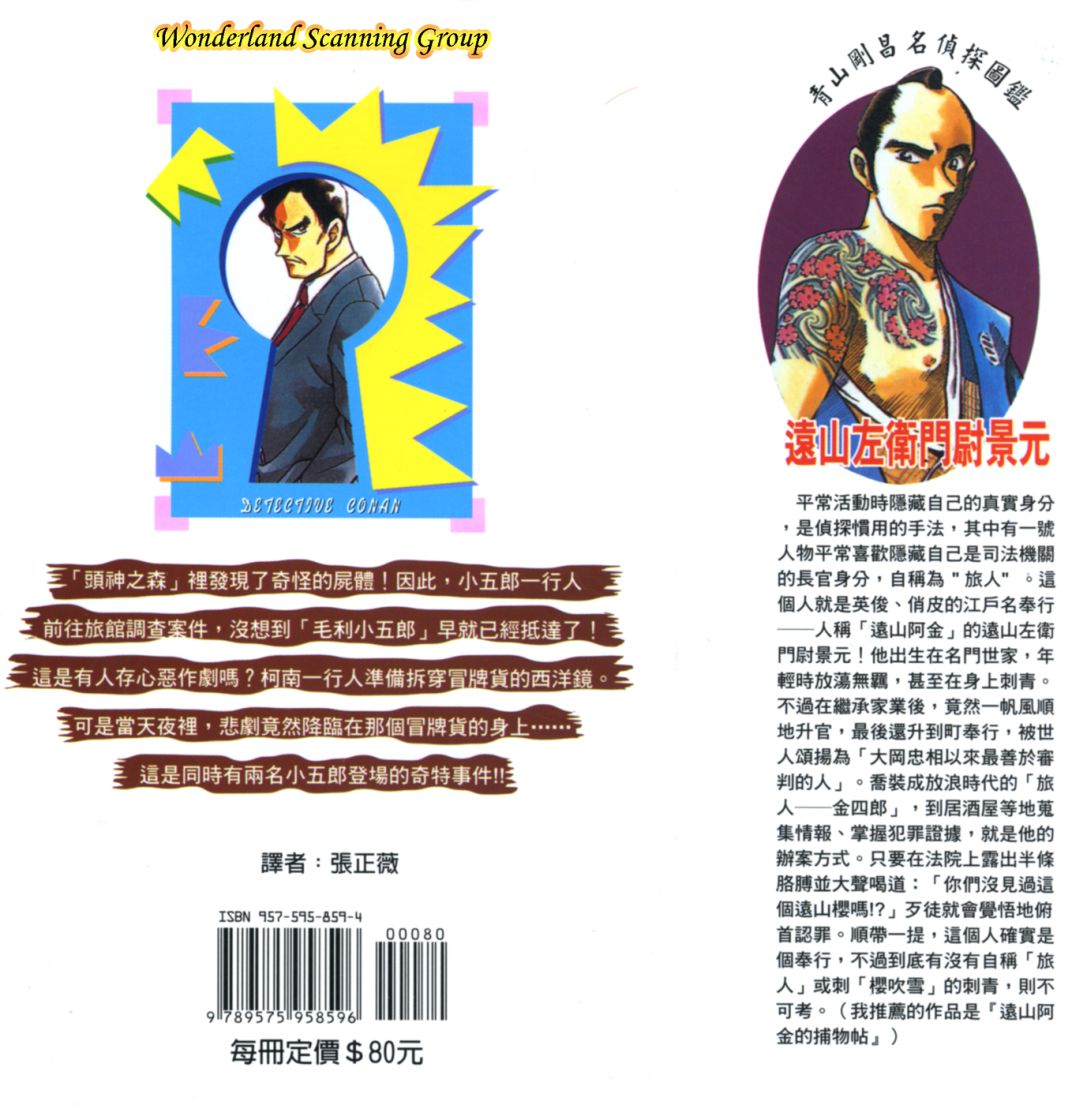 Wonderland Scanning Group
DETECTIVE CONAN
「頭神之森」裡發現了奇怪的屍體！因此，小五郎一行人
前往旅館調查案件，沒想到「毛利小五郎」早就已經抵達了！
這是有人存心惡作劇嗎？柯南一行人準備拆穿冒牌貨的西洋鏡。
可是當天夜裡，悲劇竟然降臨在那個冒牌貨的身上⋯⋯
這是同時有兩名小五郎登場的奇特事件!!
譯者：張正薇
ISBN 957-595-859-4
00080
9 789575 958596
每冊定價＄80元
青山剛昌名偵探圖鑑
遠山左衛門尉景元
平常活動時隱藏自己的真實身分
，是偵探慣用的手法，其中有一號
人物平常喜歡隱藏自己是司法機關
的長官身分，自稱為"旅人"。這
個人就是英俊、俏皮的江戶名奉行
——人稱「遠山阿金」的遠山左衛
門尉景元！他出生在名門世家，年
輕時放蕩無羈，甚至在身上刺青。
不過在繼承家業後，竟然一帆風順
地升官，最後還升到町奉行，被世
人頌揚為「大岡忠相以來最善於審
判的人」。喬裝成放浪時代的「旅
人——金四郎」，到居酒屋等地蒐
集情報、掌握犯罪證據，就是他的
辦案方式。只要在法院上露出半條
胳膊並大聲喝道：「你們沒見過這
個遠山櫻嗎!?」歹徒就會覺悟地俯
首認罪。順帶一提，這個人確實是
個奉行，不過到底有沒有自稱「旅
人」或刺「櫻吹雪」的刺青，則不
可考。（我推薦的作品是『遠山阿
金的捕物帖』）